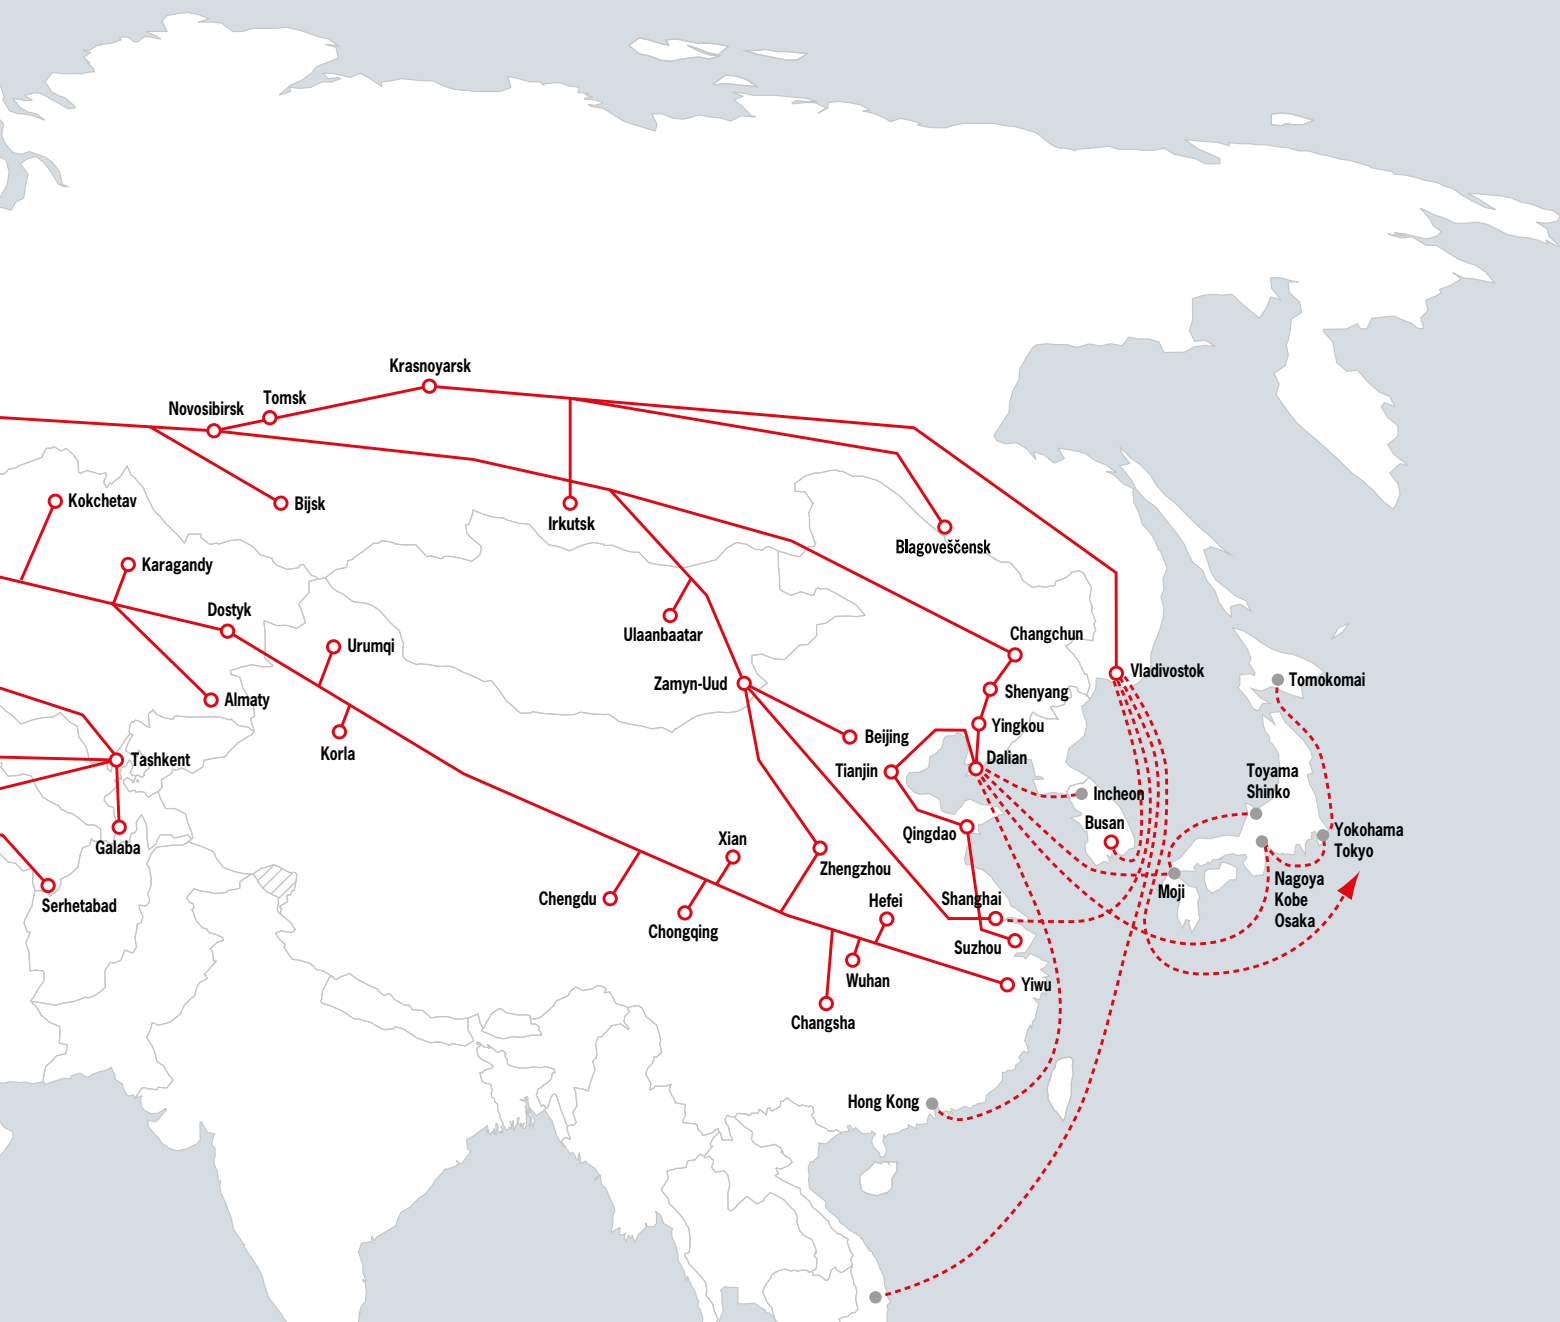 Krasnoyarsk
Tomsk
Novosibirsk
Kokchetav
Bijsk
Irkutsk
Blagoveščensk
Karagandy
Dostyk
Ulaanbaatar
Changchun
Urumqi
Vladivostok
Zamyn-Uud
Shenyang
Tomokomai
Almaty
Yingkou
Beijing
Korla
Tashkent
Dalian
Tianjin
Toyama
Shinko
Incheon
Busan
Qingdao
Yokohama
Tokyo
Galaba
Xian
Zhengzhou
Nagoya
Kobe
Osaka
Moji
Chengdu
Hefei
Shanghai
Serhetabad
Chongqing
Suzhou
Wuhan
Yiwu
Changsha
Hong Kong